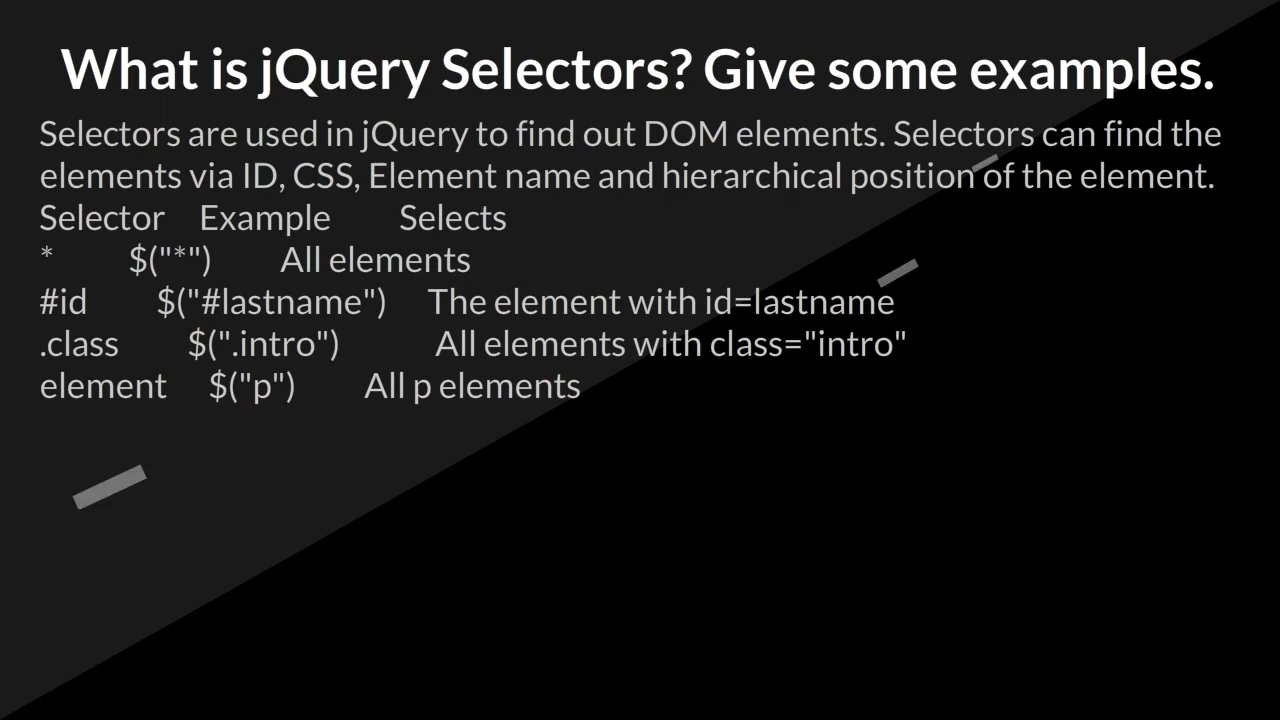 What is jQuery Selectors? Give some examples.
Selectors are used in jQuery to find out DOM elements. Selectors can find the
elements via ID, CSS, Element name and hierarchical position of the element.
Selector Example Selects
* $("*") All elements
#id $("#lastname") The element with id=lastname
.class $(".intro") All elements with class="intro"
element $("p") All p elements